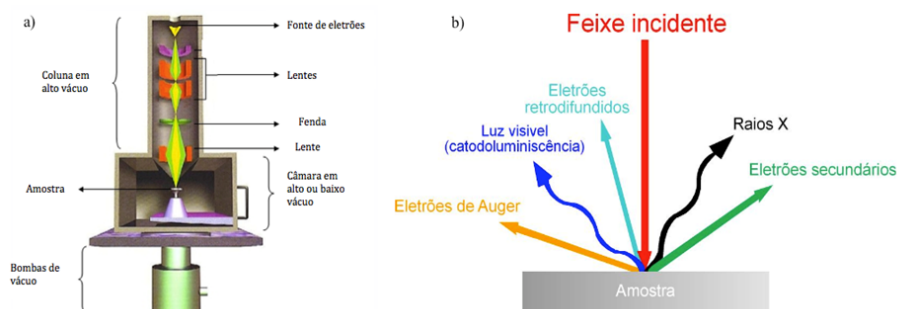 a)
Fonte de eletrões
Coluna em
alto vácuo
Lentes
Fenda
Lente
Amostra
Câmara em
alto ou baixo
vácuo
Bombas de
vácuo
b)
Feixe incidente
Eletrões
retrodifundidos
Luz visivel
(catodoluminiscência)
Raios X
Eletrões secundários
Eletrões de Auger
Amostra